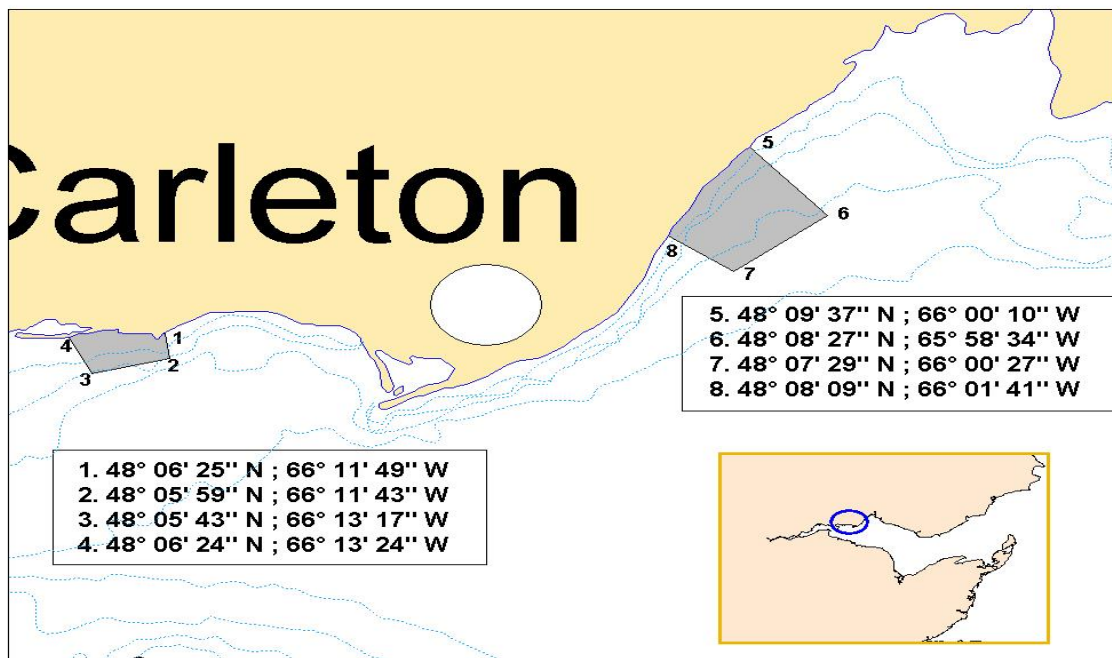 Carleton
5
6
7
8
5. 48° 09' 37" N ; 66° 00' 10" W
6. 48° 08' 27" N ; 65° 58' 34" W
7. 48° 07' 29" N ; 66° 00' 27" W
8. 48° 08' 09" N ; 66° 01' 41" W
1
2
3
4
1. 48° 06' 25" N ; 66° 11' 49" W
2. 48° 05' 59" N ; 66° 11' 43" W
3. 48° 05' 43" N ; 66° 13' 17" W
4. 48° 06' 24" N ; 66° 13' 24" W